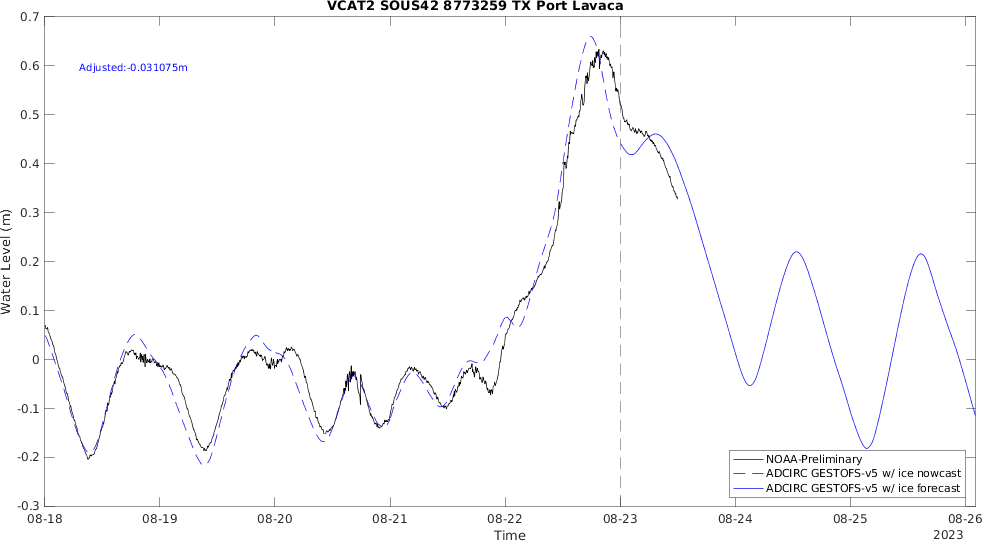 VCAT2 SOUS42 8773259 TX Port Lavaca
0.7
0.6
0.5
0.4
0.3
0.2
0.1
0
-0.1
-0.2
-0.3
Water Level (m)
Adjusted:-0.031075m
NOAA-Preliminary
ADCIRC GESTOFS-v5 w/ ice nowcast
ADCIRC GESTOFS-v5 w/ ice forecast
08-18 08-19 08-20 08-21 08-22 08-23 08-24 08-25 08-26
2023
Time